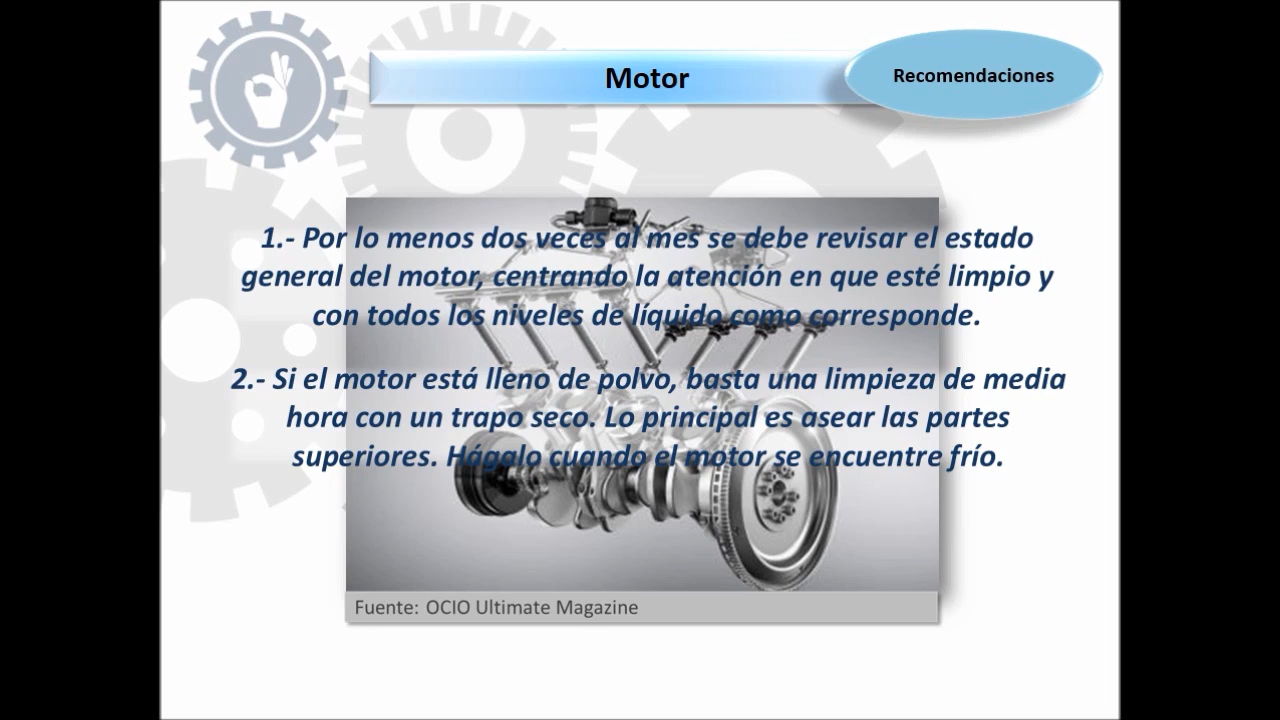 Motor
Recomendaciones
1.- Por lo menos dos veces al mes se debe revisar el estado
general del motor, centrando la atención en que esté limpio y
con todos los niveles de líquido como corresponde.
2.- Si el motor está lleno de polvo, basta una limpieza de media
hora con un trapo seco. Lo principal es asear las partes
superiores. Hágalo cuando el motor se encuentre frío.
Fuente: OCIO Ultimate Magazine